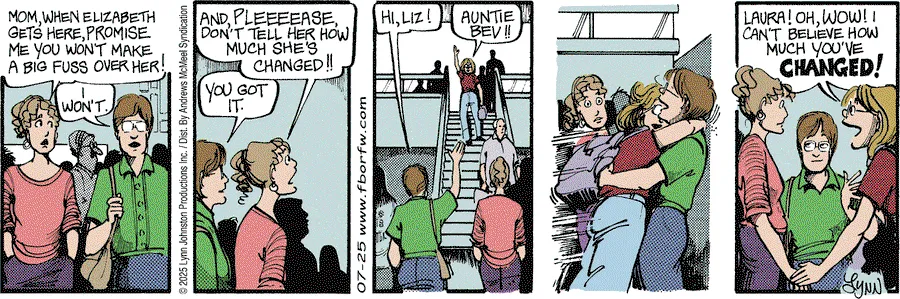 MOM, WHEN ELIZABETH
GETS HERE, PROMISE
ME YOU WON'T MAKE
A BIG FUSS OVER HER!
I
WON'T.
© 2025 Lynn Johnston Productions Inc. / Dist. By Andrews McMeel Syndication
AND, PLEEEEASE,
DON'T TELL HER HOW
MUCH SHE'S
CHANGED!!
YOU GOT
IT.
07-25 www.fborfw.com
HI, LIZ!
AUNTIE
BEV!!
LAURA! OH, WOW! I
CAN'T BELIEVE HOW
MUCH YOU'VE
CHANGED!
LYNN